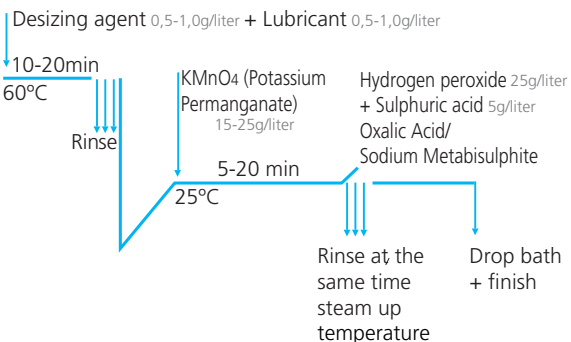 Desizing agent 0,5-1,0g/liter + Lubricant 0,5-1,0g/liter
10-20min
60ºC
Rinse
KMnO4 (Potassium
Permanganate)
15-25g/liter
Hydrogen peroxide 25g/liter
+ Sulphuric acid 5g/liter
Oxalic Acid/
Sodium Metabisulphite
5-20 min
25ºC
Rinse at, the
same time
steam up
temperature
Drop bath
+ finish